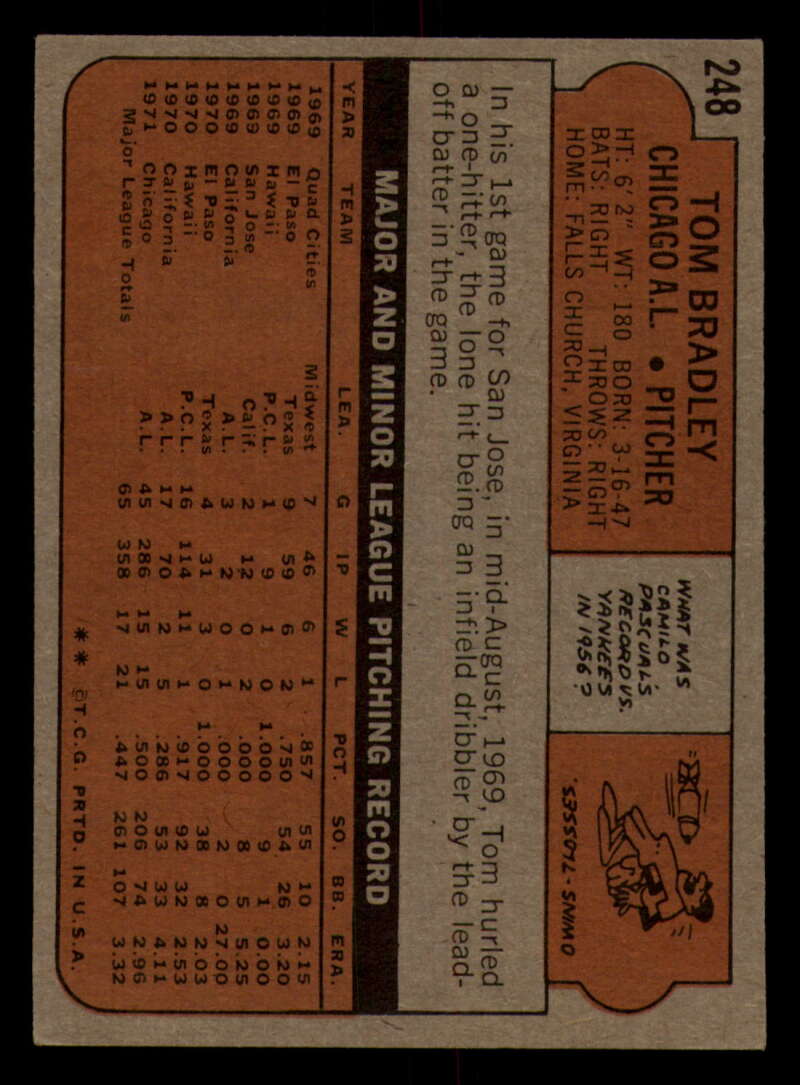 248
TOM BRADLEY
CHICAGO A.L. • PITCHER
HT: 6' 2" WT: 180 BORN: 3-16-47
BATS: RIGHT THROWS: RIGHT
HOME: FALLS CHURCH, VIRGINIA
WHAT WAS
CAMILO
PASCUAL'S
RECORD VS.
YANKEES
IN 1956?
0WINS-7LOSSES.
In his 1st game for San Jose, in mid-August, 1969, Tom hurled
a one-hitter, the lone hit being an infield dribbler by the lead-
off batter in the game.
MAJOR AND MINOR LEAGUE PITCHING RECORD
YEAR TEAM LEA. G IP W L PCT. SO. BB. ERA.
1969 Quad Cities Midwest 7 46 6 1 .857 55 10 2.15
1969 El Paso Texas 9 59 6 2 .750 54 26 3.20
1969 Hawaii P.C.L. 1 9 1 0 1.000 9 1 0.00
1969 San Jose Calif. 2 12 0 2 .000 8 5 5.25
1969 California A.L. 3 2 0 1 .000 2 0 27.00
1970 El Paso Texas 4 31 3 0 1.000 38 8 2.03
1970 Hawaii P.C.L. 16 114 11 1 .917 92 32 2.53
1970 California A.L. 17 70 2 5 .286 53 33 4.11
1971 Chicago A.L. 45 286 15 15 .500 206 74 2.96
Major League Totals 65 358 17 21 .447 261 107 3.32
** ©T.C.G. PRTD. IN U.S.A.